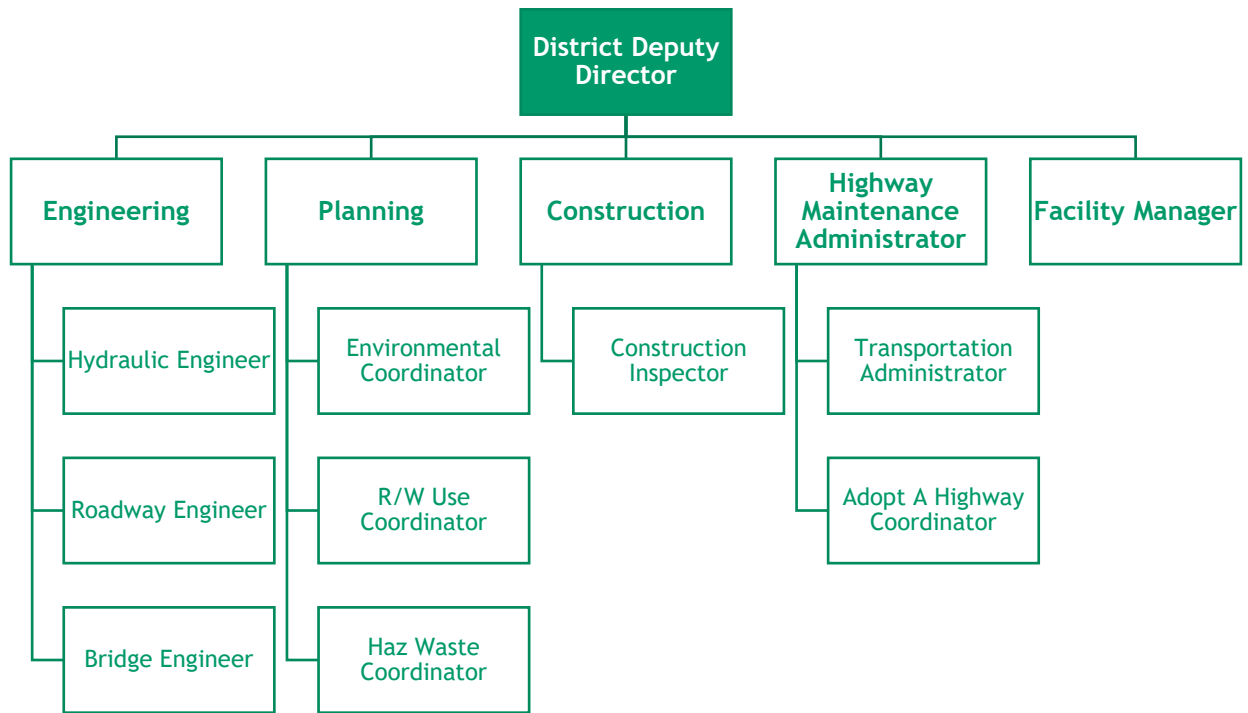 District Deputy
Director
Engineering
Planning
Construction
Highway
Maintenance
Administrator
Facility Manager
Hydraulic Engineer
Environmental
Coordinator
Construction
Inspector
Transportation
Administrator
Roadway Engineer
R/W Use
Coordinator
Adopt A Highway
Coordinator
Bridge Engineer
Haz Waste
Coordinator